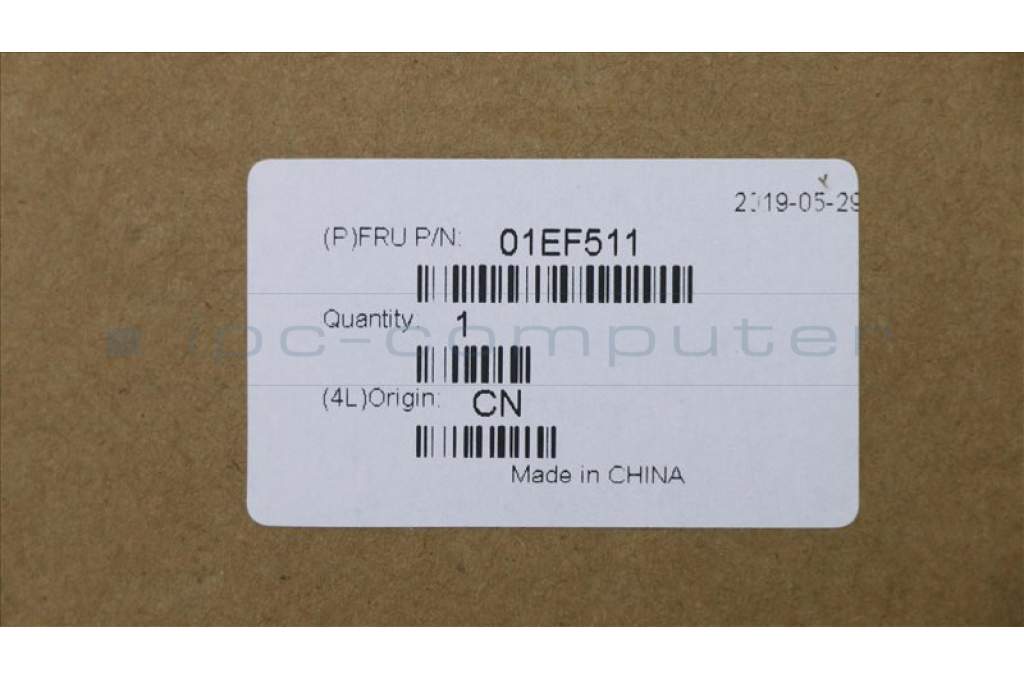 2019-05-29
(P)FRU P/N: 01EF511
Quantity 1
ipc-computer
(4L)Origin: CN
Made in CHINA